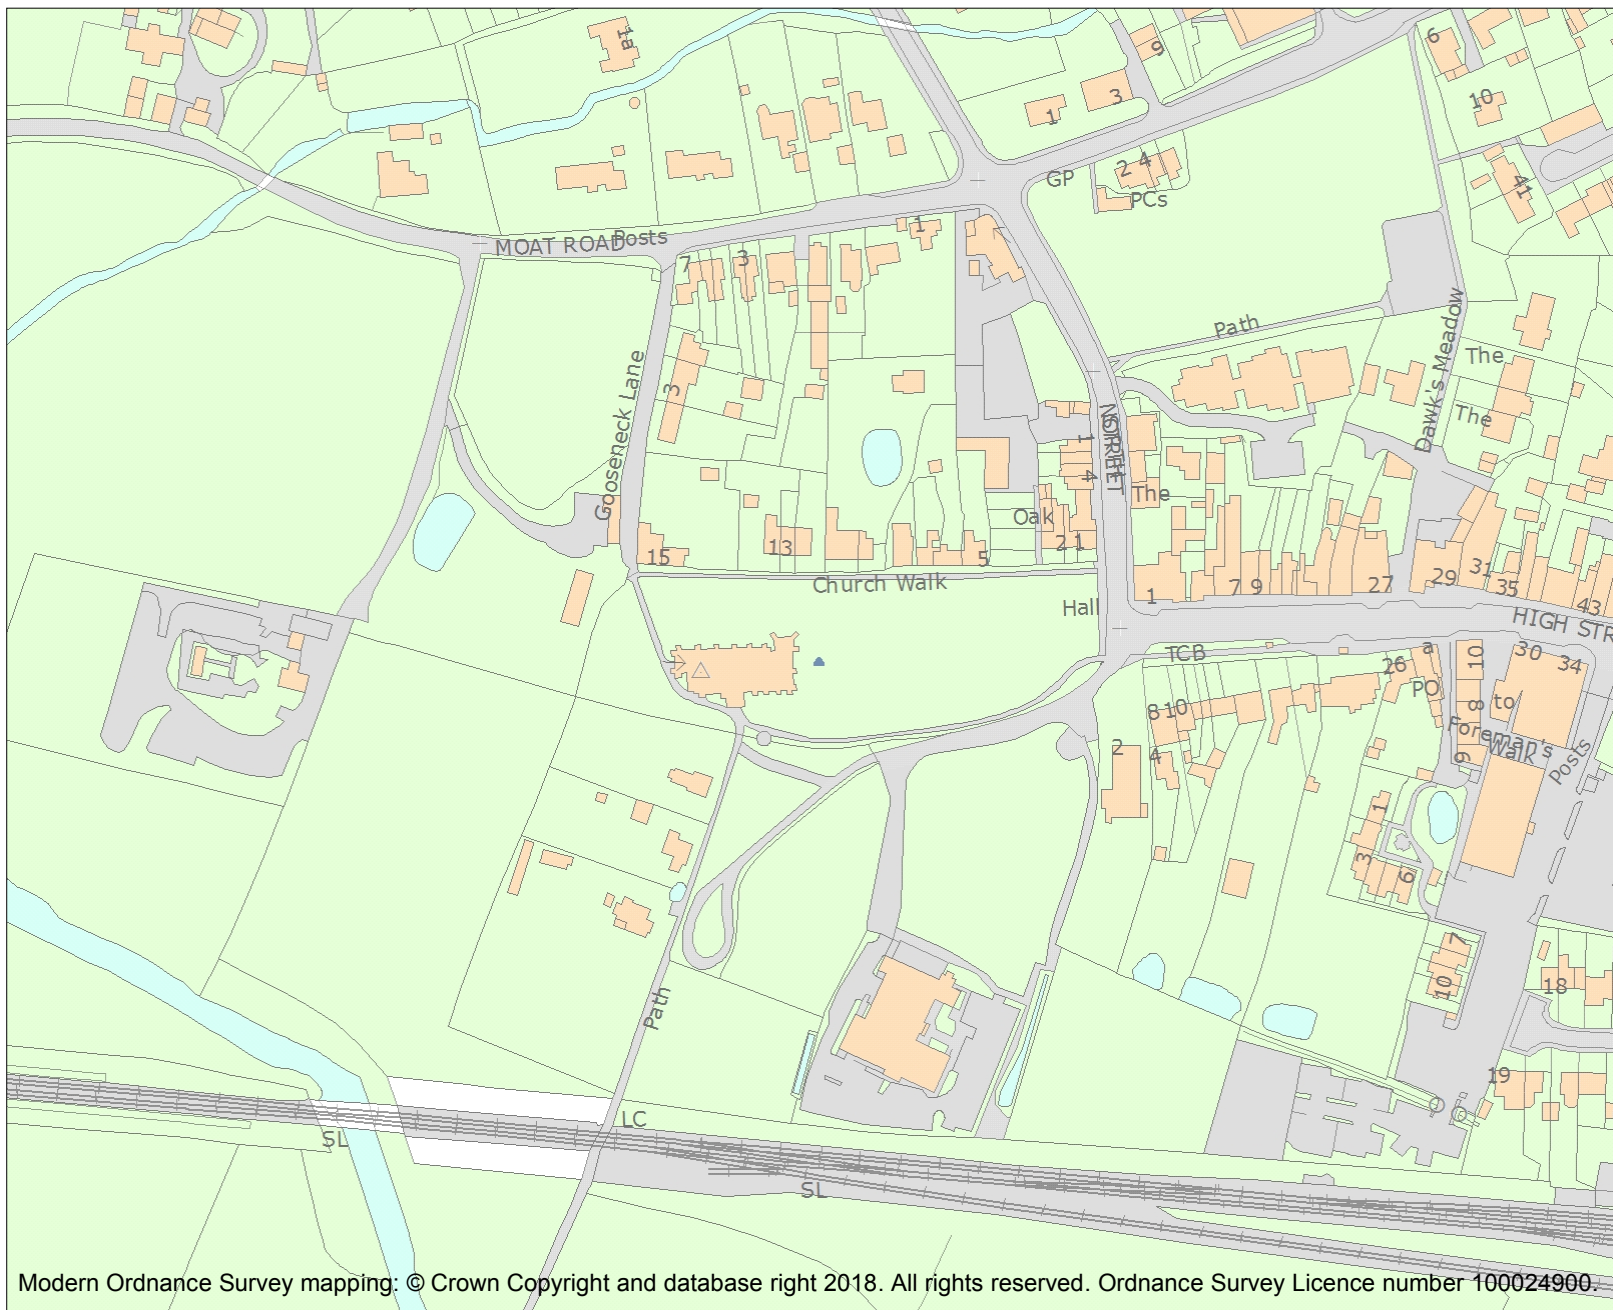 1a
9
6
3
1
10
2 4
GP
PCs
41
1
MOAT ROAD
Posts
7
3
Path
Dawk's Meadow
The
The
Gooseneck Lane
3
NORTH
STREET
1
4
The
Oak
2 1
15
13
5
Church Walk
Hall
1
7 9
27
29
31
35
43
HIGH STR
TCB
a
26
PO
10
to
8
30
34
8 10
2
4
Foreman's
Walk
Posts
6
1
3
6
7
10
18
19
Path
LC
SL
SL
Modern Ordnance Survey mapping: © Crown Copyright and database right 2018. All rights reserved. Ordnance Survey Licence number 100024900.